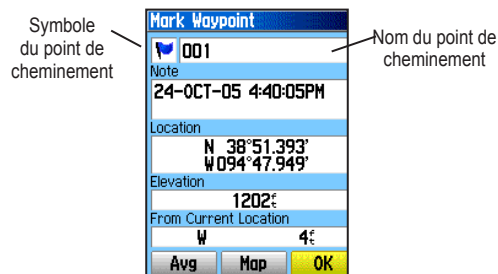 Symbole
du point de
cheminement
Mark Waypoint
001
Nom du point de
cheminement
Note
24-OCT-05 4:40:05PM
Location
N 38°51.393'
W094°47.949'
Elevation
1202ft
From Current Location
W 4ft
Avg Map OK